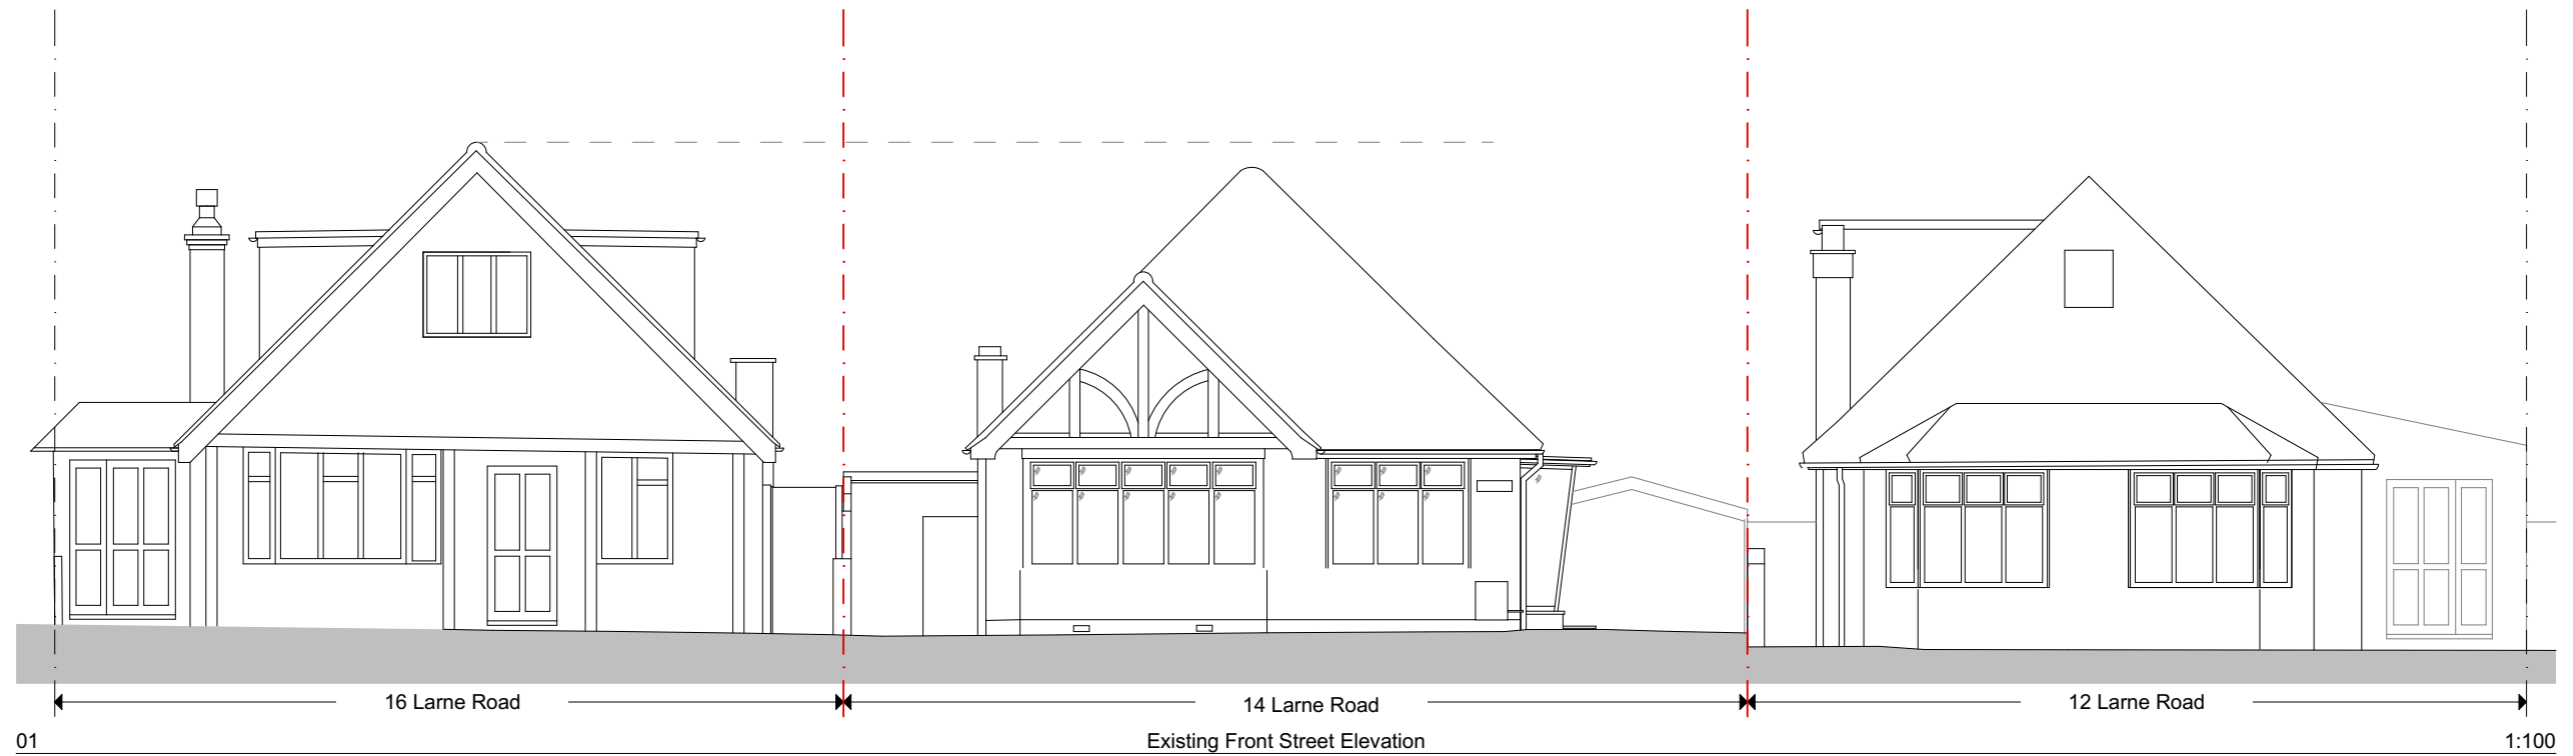 16 Larne Road
14 Larne Road
12 Larne Road
01
Existing Front Street Elevation
1:100